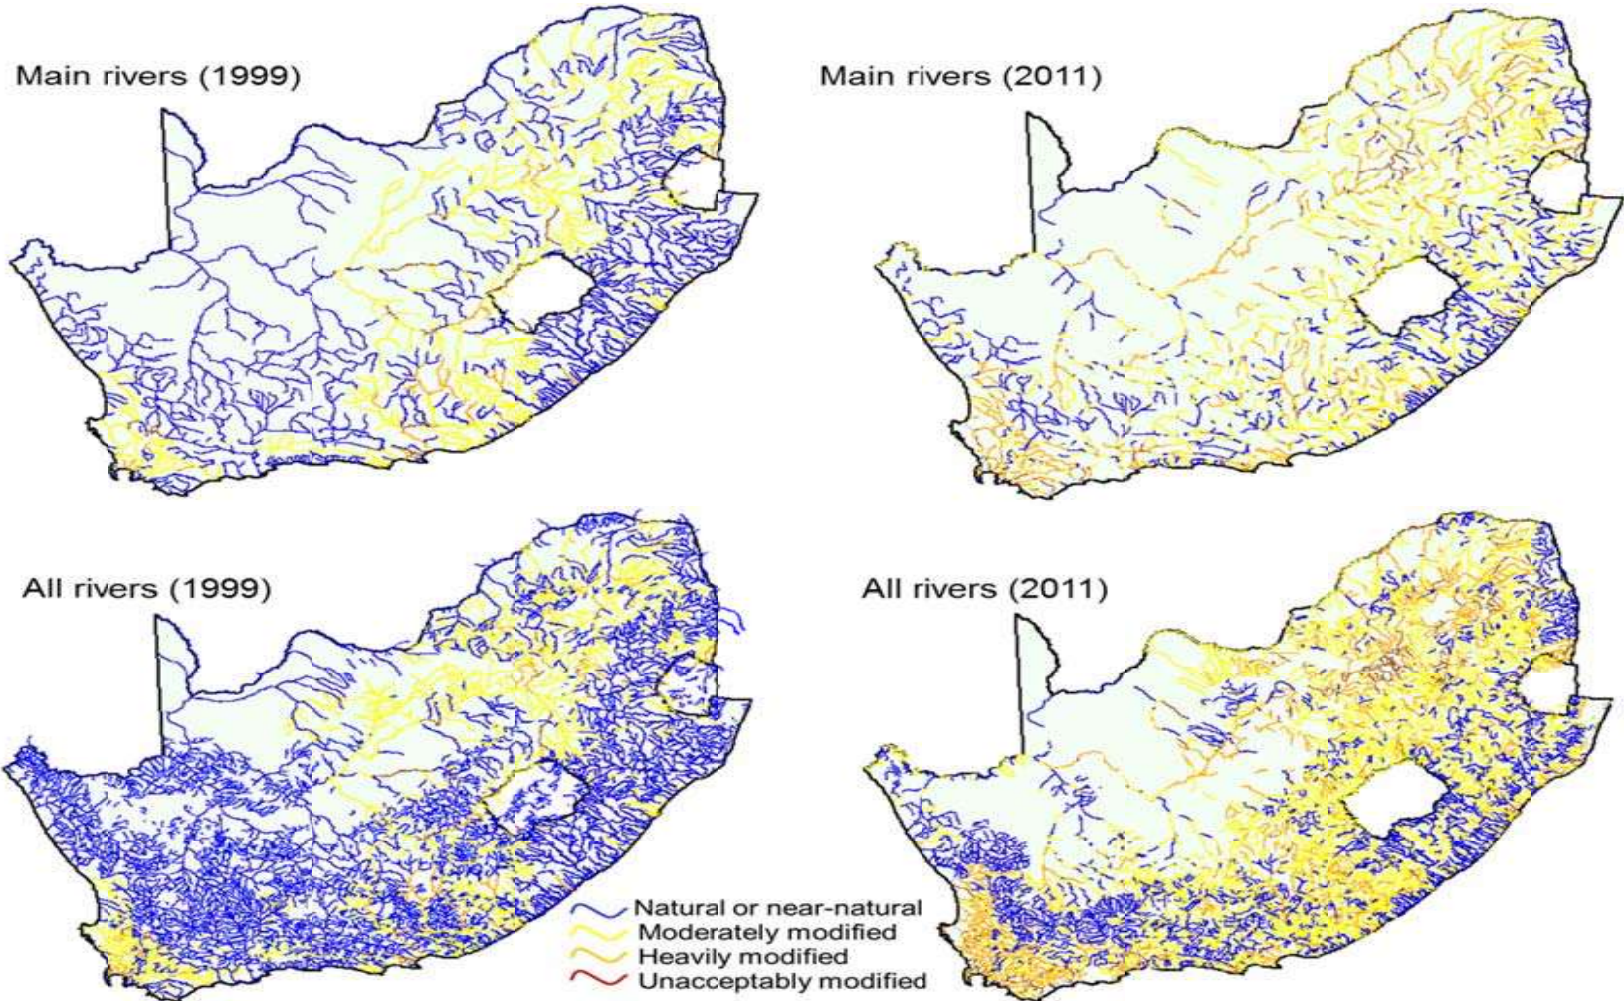 Main rivers (1999)
Main rivers (2011)
All rivers (1999)
All rivers (2011)
Natural or near-natural
Moderately modified
Heavily modified
Unacceptably modified